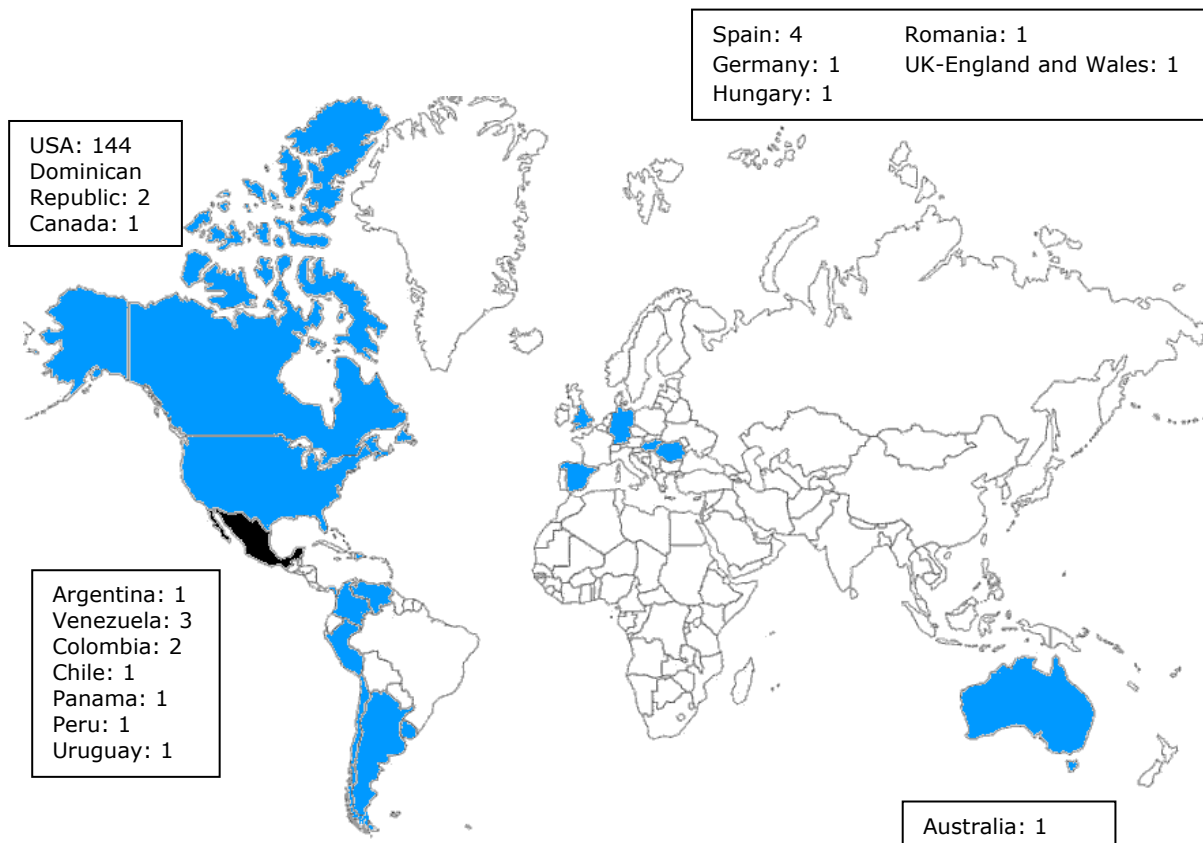 Spain: 4
Germany: 1
Hungary: 1
Romania: 1
UK-England and Wales: 1
USA: 144
Dominican
Republic: 2
Canada: 1
Argentina: 1
Venezuela: 3
Colombia: 2
Chile: 1
Panama: 1
Peru: 1
Uruguay: 1
Australia: 1